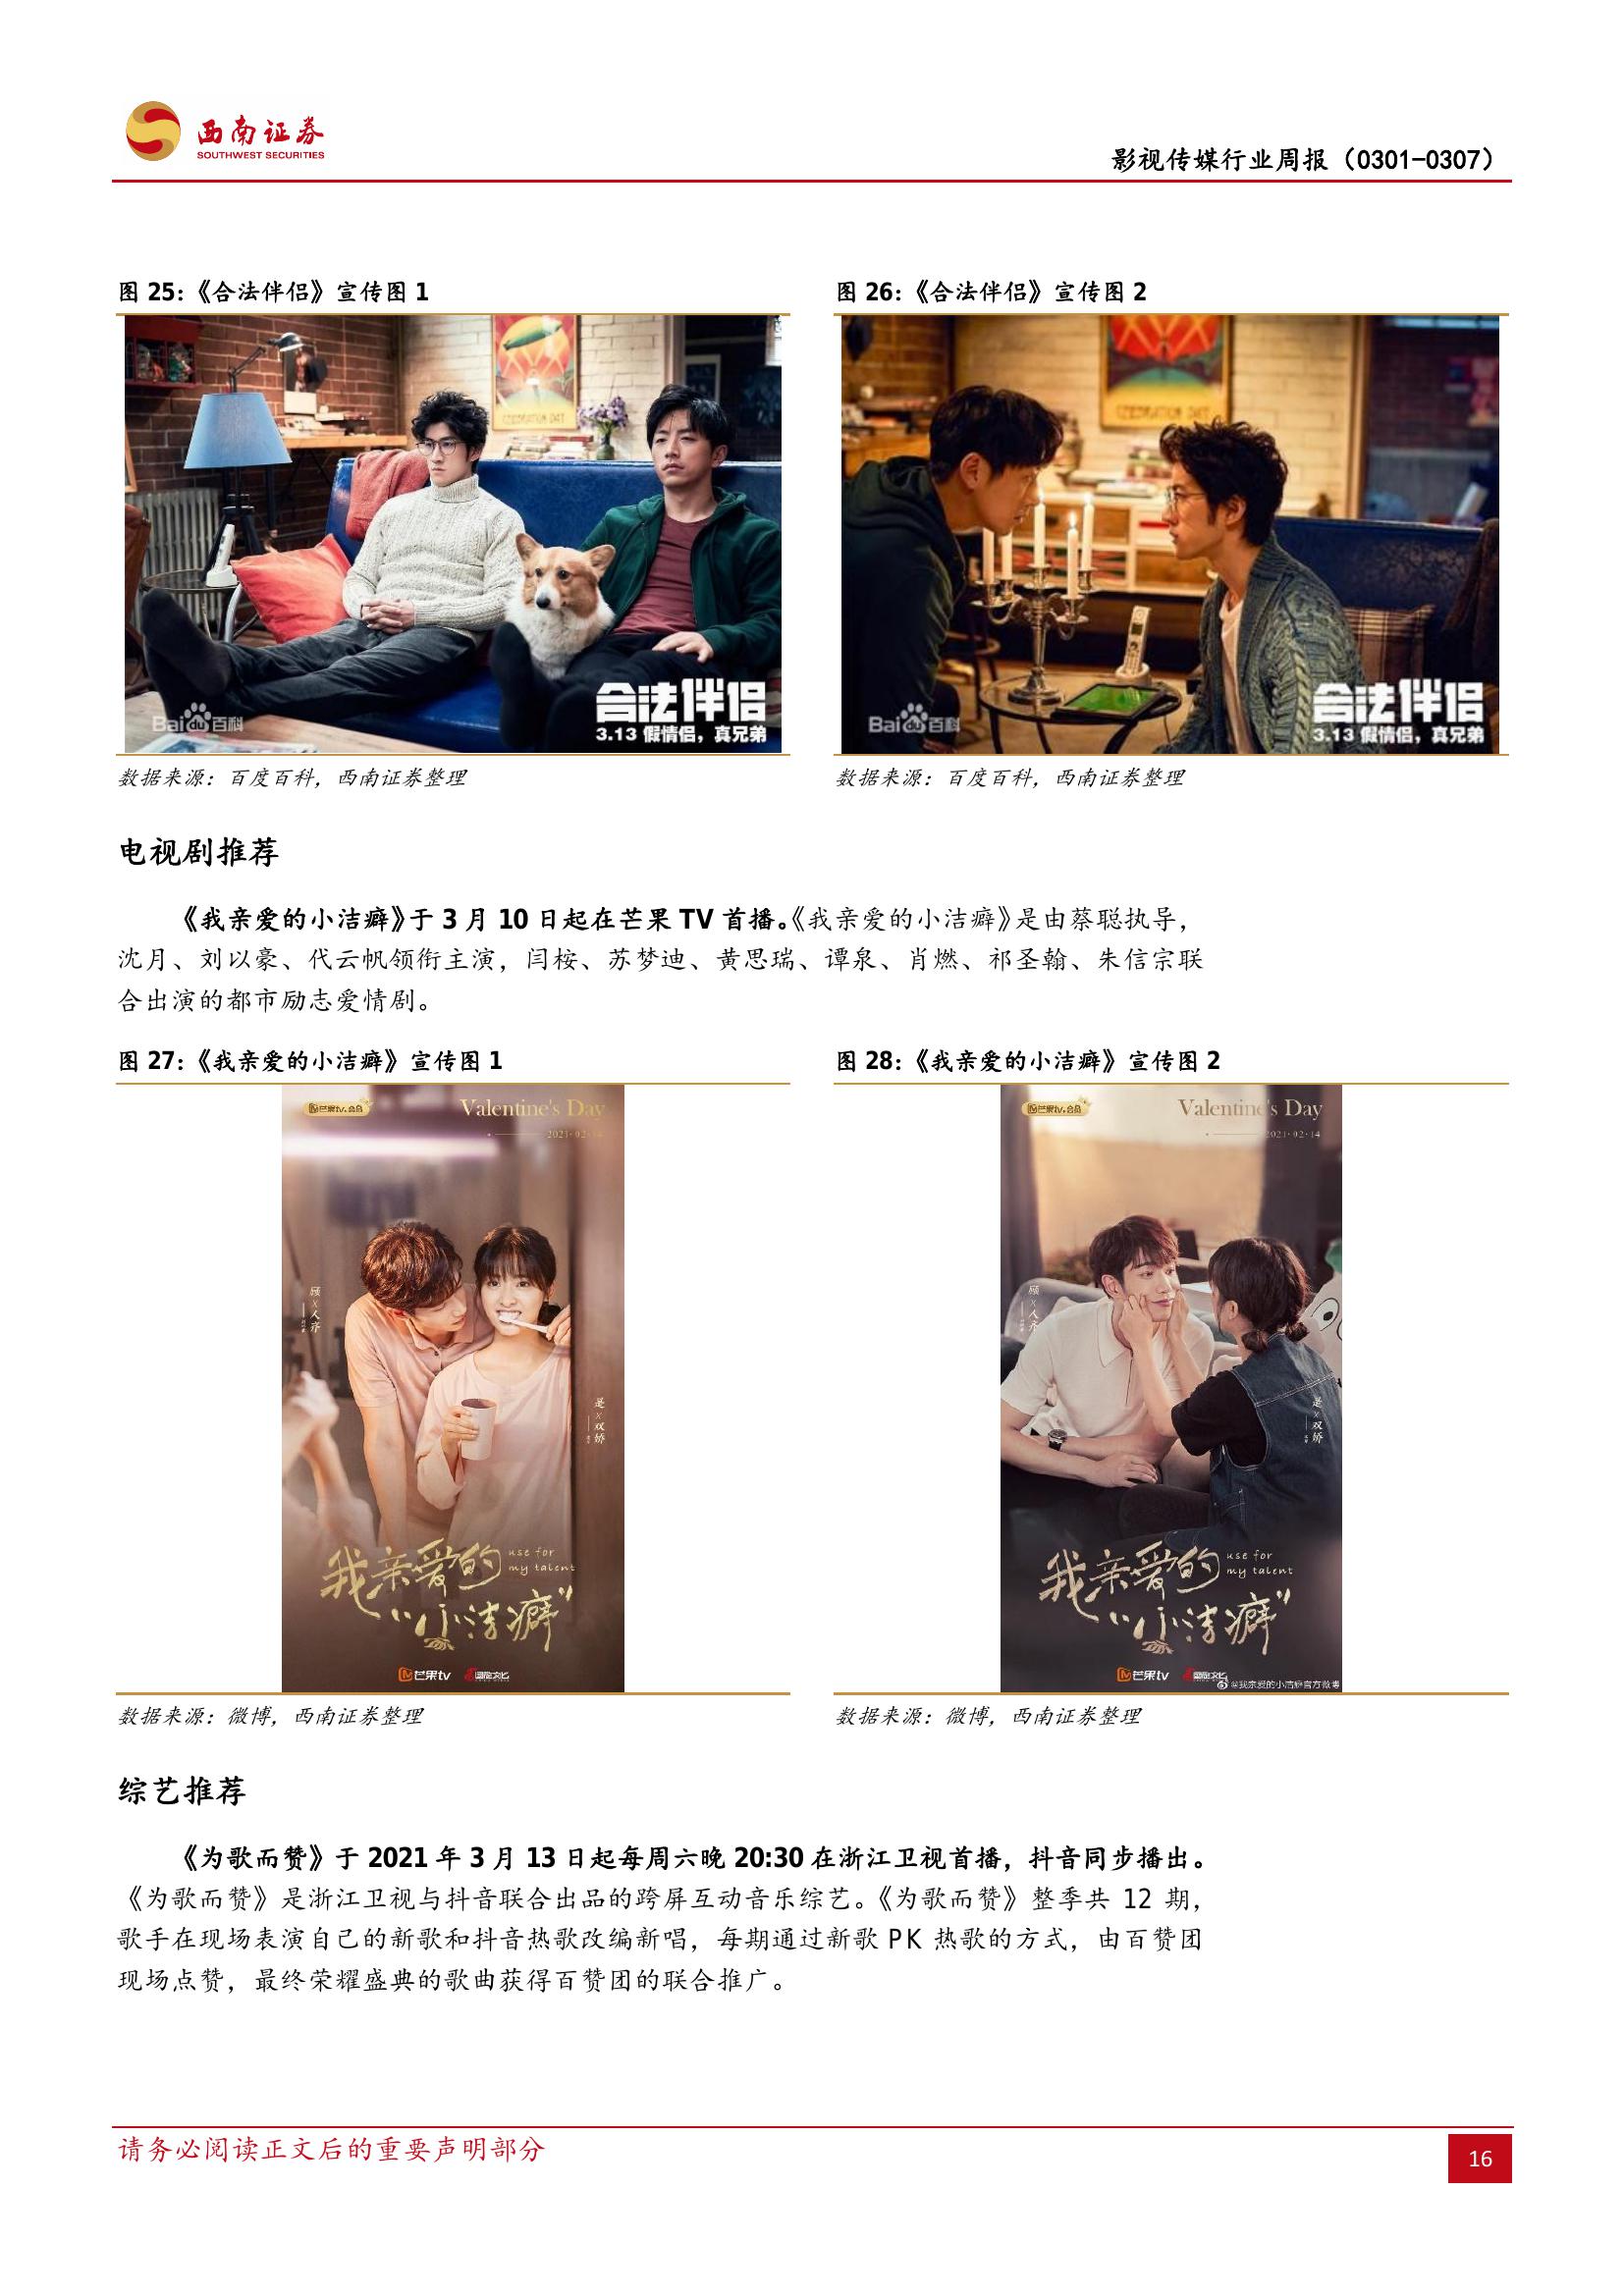 西南证券
SOUTHWEST SECURITIES
影视传媒行业周报（0301-0307）
图 25：《合法伴侣》宣传图 1
图 26：《合法伴侣》宣传图 2
合法伴侣
3.13 假情侣，真兄弟
Baidu百科
合法伴侣
3.13 假情侣，真兄弟
Baidu百科
数据来源：百度百科，西南证券整理
数据来源：百度百科，西南证券整理
电视剧推荐
《我亲爱的小洁癖》于 3 月 10 日起在芒果 TV 首播。《我亲爱的小洁癖》是由蔡聪执导，
沈月、刘以豪、代云帆领衔主演，闫桉、苏梦迪、黄思瑞、谭泉、肖燃、祁圣翰、朱信宗联
合出演的都市励志爱情剧。
图 27：《我亲爱的小洁癖》宣传图 1
图 28：《我亲爱的小洁癖》宣传图 2
芒果tv.会员
Valentine's Day
2021·02·14
顾×人齐
是×双娇
我亲爱的
use for
my talent
“小洁癖”
芒果tv
芒果tv.会员
Valentine's Day
2021·02·14
顾×人齐
是×双娇
我亲爱的
use for
my talent
“小洁癖”
芒果tv
@我亲爱的小洁癖官方微博
数据来源：微博，西南证券整理
数据来源：微博，西南证券整理
综艺推荐
《为歌而赞》于 2021 年 3 月 13 日起每周六晚 20:30 在浙江卫视首播，抖音同步播出。
《为歌而赞》是浙江卫视与抖音联合出品的跨屏互动音乐综艺。《为歌而赞》整季共 12 期，
歌手在现场表演自己的新歌和抖音热歌改编新唱，每期通过新歌 PK 热歌的方式，由百赞团
现场点赞，最终荣耀盛典的歌曲获得百赞团的联合推广。
请务必阅读正文后的重要声明部分
16